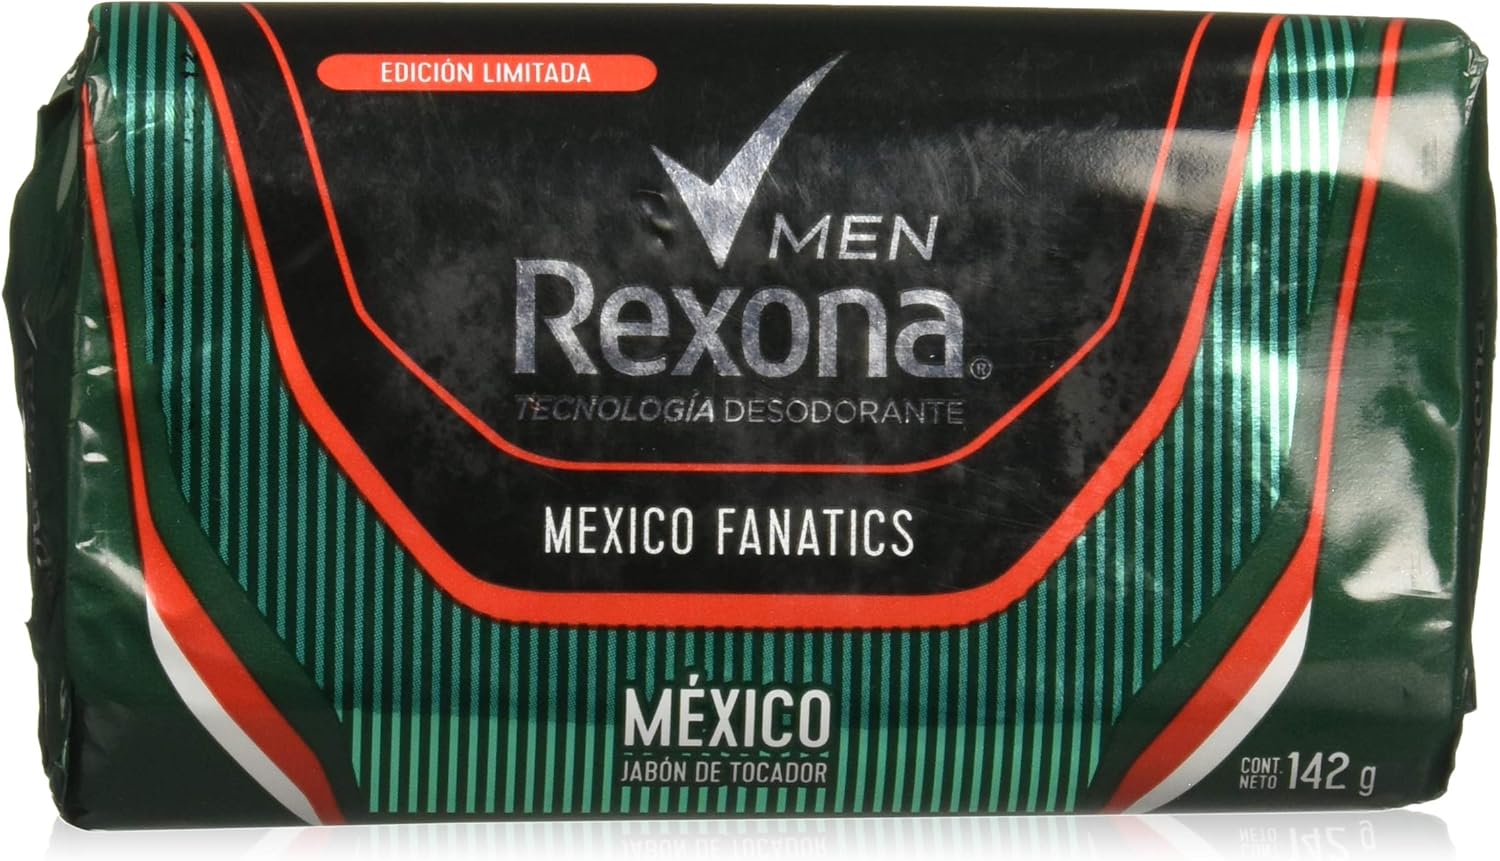 EDICIÓN LIMITADA
MEN
Rexona®
TECNOLOGÍA DESODORANTE
MEXICO FANATICS
MÉXICO
JABÓN DE TOCADOR
CONT.
NETO 142 g